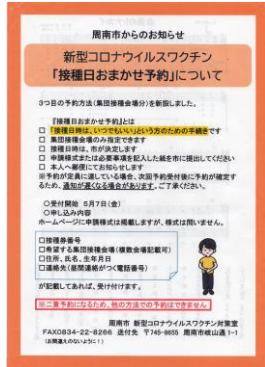 周南市からのお知らせ
新型コロナウイルスワクチン
「接種日おまかせ予約」について
3つ目の予約方法(集団接種会場分)を新設しました。
『接種日おまかせ予約』とは
□ 「接種日時は、いつでもいい」という方のための手続きです
□ 集団接種会場のみ指定できます
□ 接種日時は、市が決定します
□ 申請様式または必要事項を記入した紙を市に提出してください
□ 本人へ郵便にてお知らせします
※予約が定員に達している場合、次回予約受付後に予約が確定す
るため、通知が遅くなる場合があります。ご了承ください。
○受付開始 5月7日(金)
○申し込み内容
ホームページに申請様式は掲載しますが、様式は問いません。
□接種券番号
□希望する集団接種会場(複数会場記載可)
□住所、氏名、生年月日
□連絡先(昼間連絡がつく電話番号)
が記載してあれば、受け付けます。
※二重予約になるため、他の方法での予約はできません
周南市 新型コロナウイルスワクチン対策室
FAX0834-22-8266 送付先 〒745-8655 周南市岐山通1-1
(お間違えのないように!)